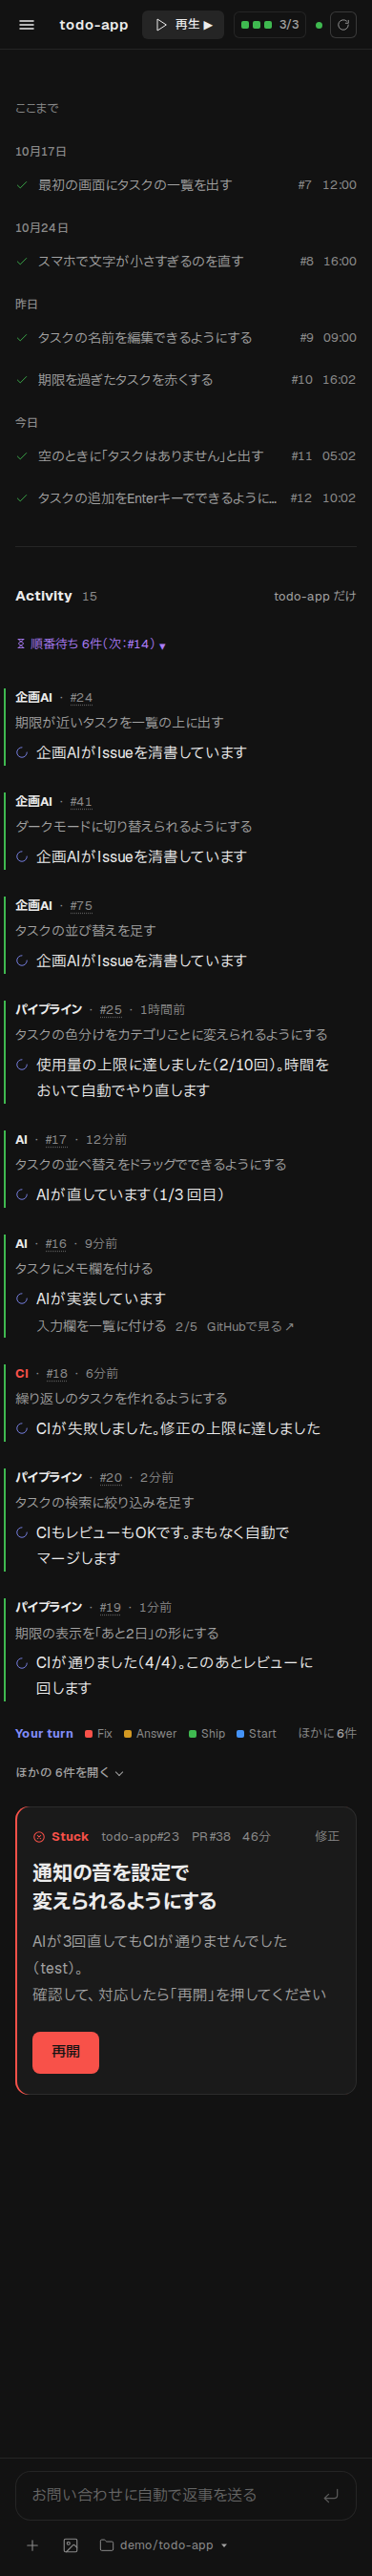 todo-app 再生 ▶ 3/3
ここまで
10月17日
最初の画面にタスクの一覧を出す #7 12:00
10月24日
スマホで文字が小さすぎるのを直す #8 16:00
昨日
タスクの名前を編集できるようにする #9 09:00
期限を過ぎたタスクを赤くする #10 16:02
今日
空のときに「タスクはありません」と出す #11 05:02
タスクの追加をEnterキーでできるように… #12 10:02
Activity 15 todo-app だけ
順番待ち 6件（次：#14）▼
企画AI · #24
期限が近いタスクを一覧の上に出す
企画AIがIssueを清書しています
企画AI · #41
ダークモードに切り替えられるようにする
企画AIがIssueを清書しています
企画AI · #75
タスクの並び替えを足す
企画AIがIssueを清書しています
パイプライン · #25 · 1時間前
タスクの色分けをカテゴリごとに変えられるようにする
使用量の上限に達しました（2/10回）。時間を
おいて自動でやり直します
AI · #17 · 12分前
タスクの並べ替えをドラッグでできるようにする
AIが直しています（1/3 回目）
AI · #16 · 9分前
タスクにメモ欄を付ける
AIが実装しています
入力欄を一覧に付ける 2/5 GitHubで見る ↗
CI · #18 · 6分前
繰り返しのタスクを作れるようにする
CIが失敗しました。修正の上限に達しました
パイプライン · #20 · 2分前
タスクの検索に絞り込みを足す
CIもレビューもOKです。まもなく自動で
マージします
パイプライン · #19 · 1分前
期限の表示を「あと2日」の形にする
CIが通りました（4/4）。このあとレビューに
回します
Your turn Fix Answer Ship Start ほかに 6件
ほかの 6件を開く
Stuck todo-app#23 PR #38 46分 修正
通知の音を設定で
変えられるようにする
AIが3回直してもCIが通りませんでした
（test）。
確認して、対応したら「再開」を押してください
再開
お問い合わせに自動で返事を送る
demo/todo-app